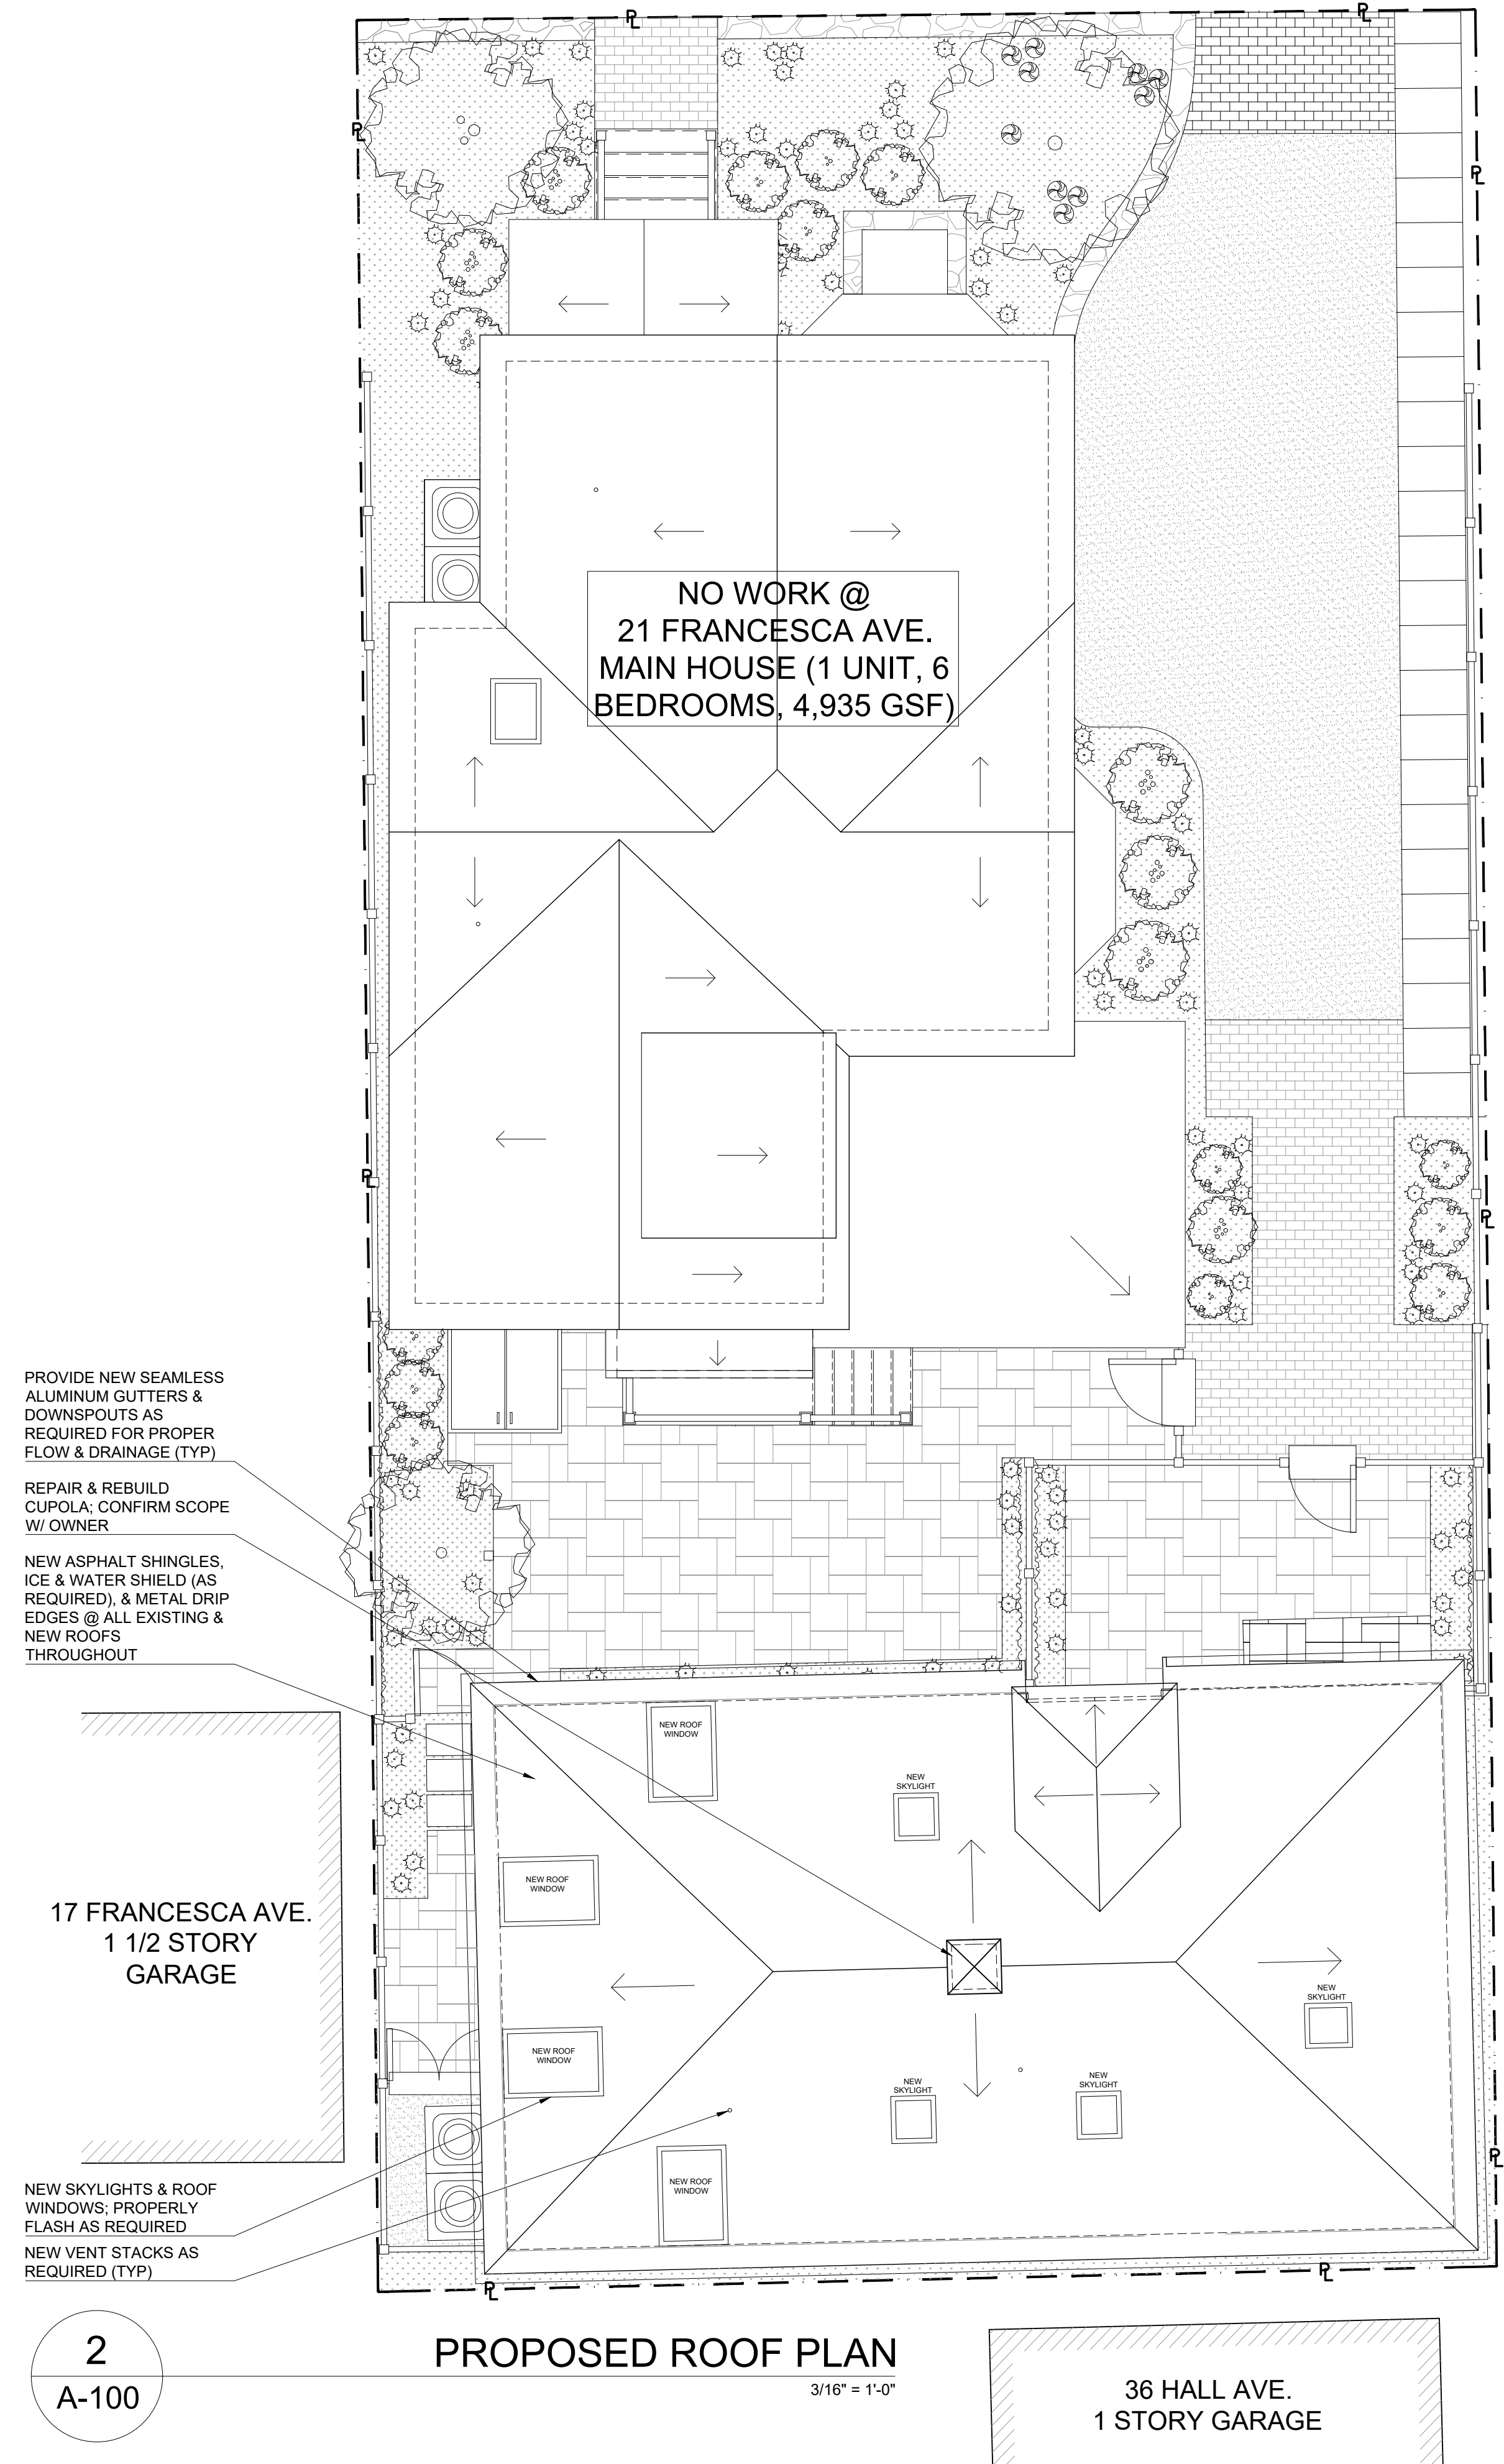 PL
PL
PL
PL
NO WORK @
21 FRANCESCA AVE.
MAIN HOUSE (1 UNIT, 6
BEDROOMS, 4,935 GSF)
PL
PL
PROVIDE NEW SEAMLESS
ALUMINUM GUTTERS &
DOWNSPOUTS AS
REQUIRED FOR PROPER
FLOW & DRAINAGE (TYP)
REPAIR & REBUILD
CUPOLA; CONFIRM SCOPE
W/ OWNER
NEW ASPHALT SHINGLES,
ICE & WATER SHIELD (AS
REQUIRED), & METAL DRIP
EDGES @ ALL EXISTING &
NEW ROOFS
THROUGHOUT
NEW ROOF
WINDOW
NEW
SKYLIGHT
NEW ROOF
WINDOW
17 FRANCESCA AVE.
1 1/2 STORY
GARAGE
NEW
SKYLIGHT
NEW ROOF
WINDOW
NEW
SKYLIGHT
NEW
SKYLIGHT
NEW ROOF
WINDOW
PL
NEW SKYLIGHTS & ROOF
WINDOWS; PROPERLY
FLASH AS REQUIRED
NEW VENT STACKS AS
REQUIRED (TYP)
PL
PL
2
A-100
PROPOSED ROOF PLAN
3/16" = 1'-0"
36 HALL AVE.
1 STORY GARAGE